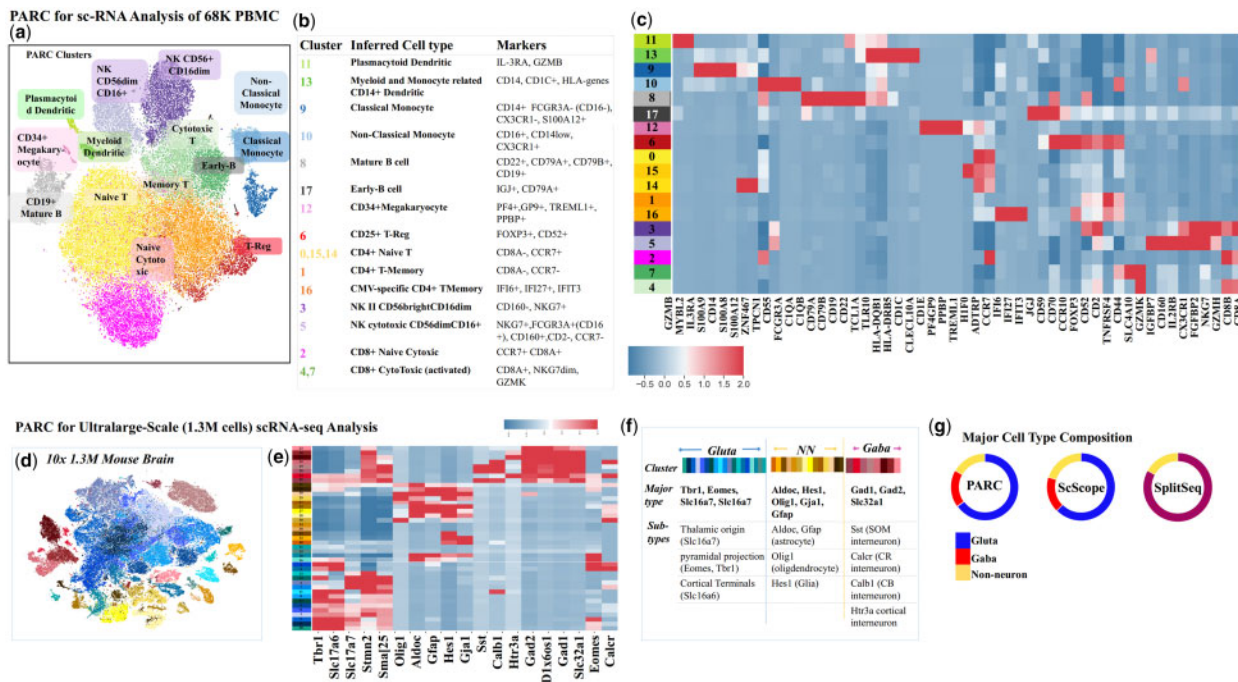 PARC for sc-RNA Analysis of 68K PBMC
(a)
PARC Clusters
NK CD56+
CD16dim
NK
CD56dim
CD16+
Non-
Classical
Monocyte
Plasmacytoi
d Dendritic
Cytotoxic
T
CD34+
Megakary-
ocyte
Myeloid
Dendritic
Classical
Monocyte
Early-B
Memory T
CD19+
Mature B
Naive T
Naive
Cytoto
xic
T-Reg
(b)
Cluster Inferred Cell type Markers
11 Plasmacytoid Dendritic IL-3RA, GZMB
13 Myeloid and Monocyte related CD14, CD1C+, HLA-genes
CD14+ Dendritic
9 Classical Monocyte CD14+ FCGR3A- (CD16-),
CX3CR1-, S100A12+
10 Non-Classical Monocyte CD16+, CD14low,
CX3CR1+
8 Mature B cell CD22+, CD79A+, CD79B+,
CD19+
17 Early-B cell IGJ+, CD79A+
12 CD34+Megakaryocyte PF4+,GP9+, TREML1+,
PPBP+
6 CD25+ T-Reg FOXP3+, CD52+
0,15,14 CD4+ Naive T CD8A-, CCR7+
1 CD4+ T-Memory CD8A-, CCR7-
16 CMV-specific CD4+ TMemory IFI6+, IFI27+, IFIT3
3 NK II CD56brightCD16dim CD160-, NKG7+
5 NK cytotoxic CD56dimCD16+ NKG7+,FCGR3A+(CD16
+), CD160+,CD2-, CCR7-
2 CD8+ Naive Cytoxic CCR7+ CD8A+
4,7 CD8+ CytoToxic (activated) CD8A+, NKG7dim,
GZMK
(c)
11
13
9
10
8
17
12
6
0
15
14
1
16
3
5
2
7
4
GZMIB
MYBL2
IL3RA
S100A9
CD14
S100A8
S100A12
ZNF467
TPCN1
CD55
FCGR3A
C1QA
C1QB
CD79A
CD79B
CD19
CD22
TCL1A
TLR10
HLA-DQB1
HLA-DRB5
CD1C
CLECL10A
CD1E
PF4GP9
PPBP
TREML1
H1F0
ADTRP
CCR7
IFI6
IFI27
IFIT3
JGJ
CD59
CD70
CCR10
FOXP3
CD52
CD2
TNFRSF4
CD44
SLC4A10
GZMK
IGFBP7
CD160
IL2RB
CX3CR1
FGFBP2
NKG7
GZMH
CD8B
−0.5 0.0 0.5 1.0 1.5 2.0
PARC for Ultralarge-Scale (1.3M cells) scRNA-seq Analysis
(d)
10x 1.3M Mouse Brain
(e)
Tbr1
Slc17a6
Slc17a7
Stmn2
Sma[25
Olig1
Aldoc
Gfap
Hes1
Gja1
Sst
Calb1
Htr3a
Gad2
D1x6os1
Gad1
Slc32a1
Eomes
Calcr
(f)
Gluta NN Gaba
Cluster
Major Tbr1, Eomes, Aldoc, Hes1, Gad1, Gad2,
type Slc16a7, Slc16a7 Olig1, Gja1, Slc32a1
Gfap
Sub-
types Thalamic origin Aldoc, Gfap Sst (SOM
(Slc16a7) (astrocyte) interneuron)
pyramidal projection Olig1 Calcr (CR
(Eomes, Tbr1) (oligdendrocyte) interneuron)
Cortical Terminals Hes1 (Glia) Calb1 (CB
(Slc16a6) interneuron)
Htr3a cortical
interneuron
(g)
Major Cell Type Composition
PARC
ScScope
SplitSeq
Gluta
Gaba
Non-neuron